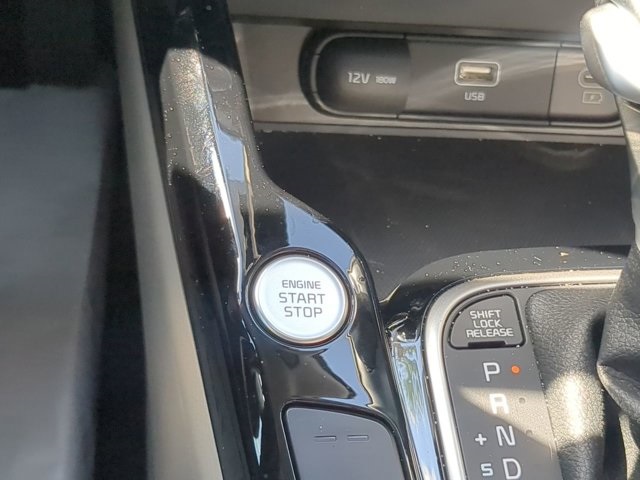 12V 180W
USB
ENGINE
START
STOP
SHIFT
LOCK
RELEASE
P
R
+ N
S D